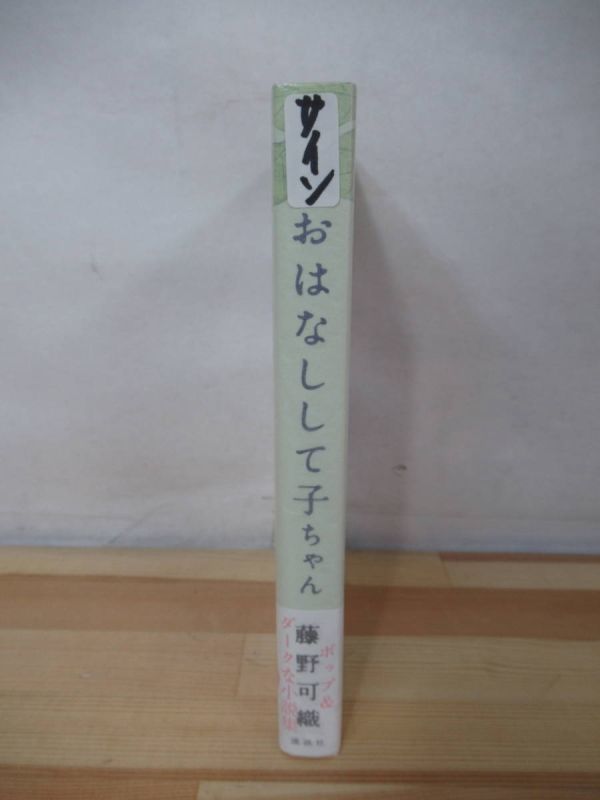 サイン
おはなしして子ちゃん
藤野可織
ポップ&
ダークな小説集
講談社